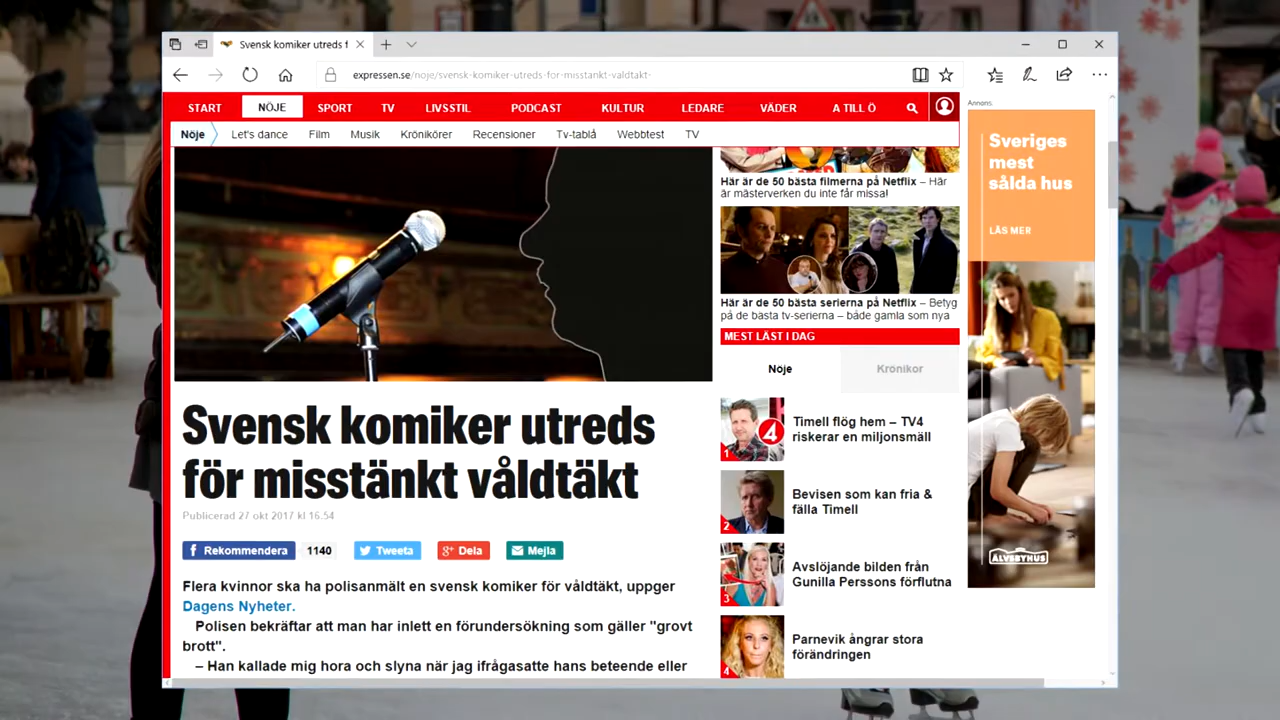 Svensk komiker utreds f
expressen.se/noje/svensk-komiker-utreds-for-misstankt-valdtakt-
START NÖJE SPORT TV LIVSSTIL PODCAST KULTUR LEDARE VÄDER A TILL Ö
Nöje Let's dance Film Musik Krönikörer Recensioner Tv-tablå Webbtest TV
Svensk komiker utreds
för misstänkt våldtäkt
Publicerad 27 okt 2017 kl 16.54
Rekommendera 1140 Tweeta Dela Mejla
Flera kvinnor ska ha polisanmält en svensk komiker för våldtäkt, uppger
Dagens Nyheter.
Polisen bekräftar att man har inlett en förundersökning som gäller "grovt
brott".
– Han kallade mig hora och slyna när jag ifrågasatte hans beteende eller
Här är de 50 bästa filmerna på Netflix – Här
är mästerverken du inte får missa!
Här är de 50 bästa serierna på Netflix – Betyg
på de bästa tv-serierna – både gamla som nya
MEST LÄST I DAG
Nöje Krönikor
1
4
Timell flög hem – TV4
riskerar en miljonsmäll
2
Bevisen som kan fria &
fälla Timell
3
Avslöjande bilden från
Gunilla Perssons förflutna
4
Parnevik ångrar stora
förändringen
Annons
Sveriges
mest
sålda hus
LÄS MER
ÄLVSBYHUS